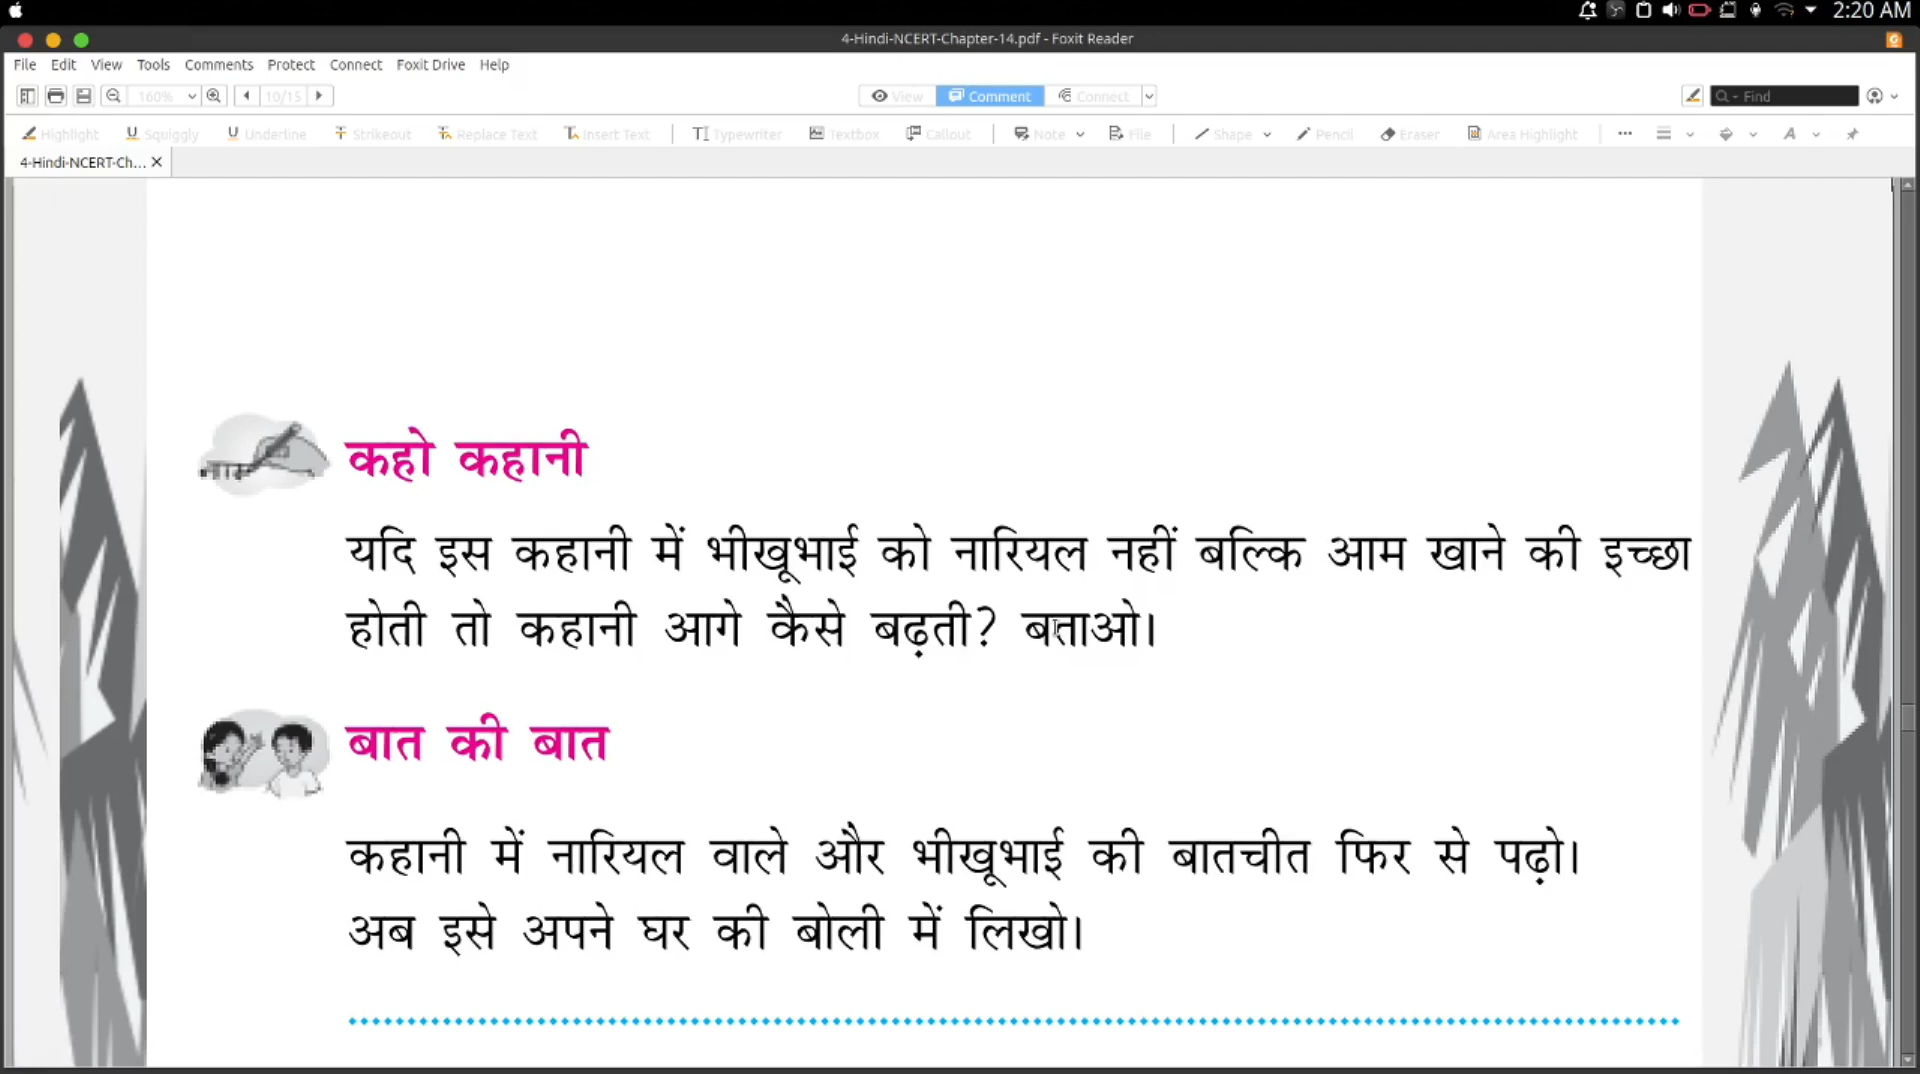 2:20 AM
4-Hindi-NCERT-Chapter-14.pdf - Foxit Reader
File Edit View Tools Comments Protect Connect Foxit Drive Help
160% 10/15 View Comment Connect Find
Highlight Squiggly Underline Strikeout Replace Text Insert Text Typewriter Textbox Callout Note File Shape Pencil Eraser Area Highlight
4-Hindi-NCERT-Ch...
कहो कहानी
यदि इस कहानी में भीखूभाई को नारियल नहीं बल्कि आम खाने की इच्छा
होती तो कहानी आगे कैसे बढ़ती? बताओ।
बात की बात
कहानी में नारियल वाले और भीखूभाई की बातचीत फिर से पढ़ो।
अब इसे अपने घर की बोली में लिखो।